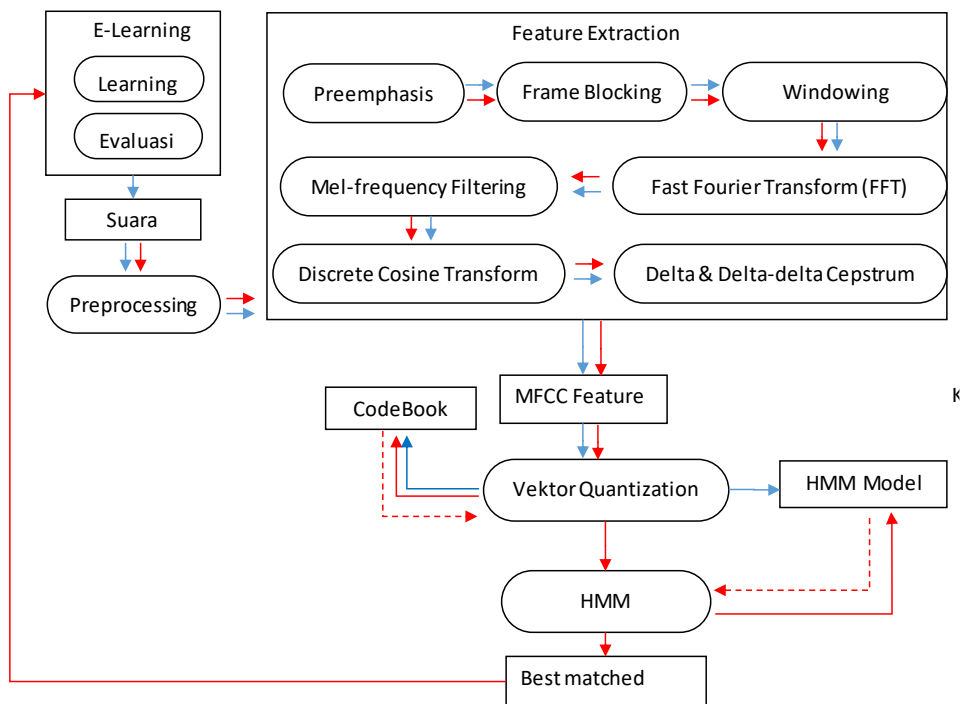 E-Learning
Learning
Evaluasi
Suara
Preprocessing
Feature Extraction
Preemphasis
Frame Blocking
Windowing
Mel-frequency Filtering
Fast Fourier Transform (FFT)
Discrete Cosine Transform
Delta & Delta-delta Cepstrum
MFCC Feature
K
CodeBook
Vektor Quantization
HMM Model
HMM
Best matched